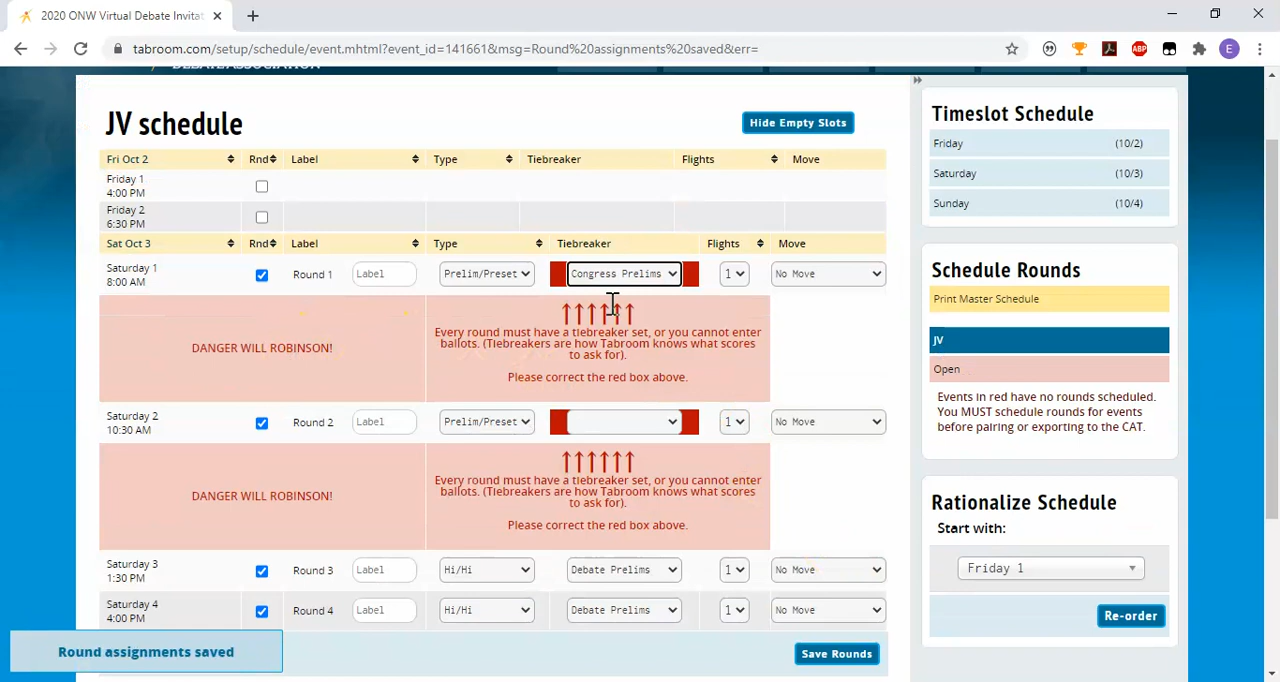 2020 ONW Virtual Debate Invitat
tabroom.com/setup/schedule/event.mhtml?event_id=141661&msg=Round%20assignments%20saved&err=
ABP
E
DEBATE ASSOCIATION
JV schedule
Hide Empty Slots
Fri Oct 2 Rnd Label Type Tiebreaker Flights Move
Friday 1
4:00 PM
Friday 2
6:30 PM
Sat Oct 3 Rnd Label Type Tiebreaker Flights Move
Saturday 1
8:00 AM
Round 1 Label Prelim/Preset Congress Prelims 1 No Move
DANGER WILL ROBINSON!
↑↑↑↑↑↑
Every round must have a tiebreaker set, or you cannot enter
ballots. (Tiebreakers are how Tabroom knows what scores
to ask for).
Please correct the red box above.
Saturday 2
10:30 AM
Round 2 Label Prelim/Preset 1 No Move
DANGER WILL ROBINSON!
↑↑↑↑↑↑
Every round must have a tiebreaker set, or you cannot enter
ballots. (Tiebreakers are how Tabroom knows what scores
to ask for).
Please correct the red box above.
Saturday 3
1:30 PM
Round 3 Label Hi/Hi Debate Prelims 1 No Move
Saturday 4
4:00 PM
Round 4 Label Hi/Hi Debate Prelims 1 No Move
Round assignments saved
Save Rounds
Timeslot Schedule
Friday (10/2)
Saturday (10/3)
Sunday (10/4)
Schedule Rounds
Print Master Schedule
JV
Open
Events in red have no rounds scheduled.
You MUST schedule rounds for events
before pairing or exporting to the CAT.
Rationalize Schedule
Start with:
Friday 1
Re-order